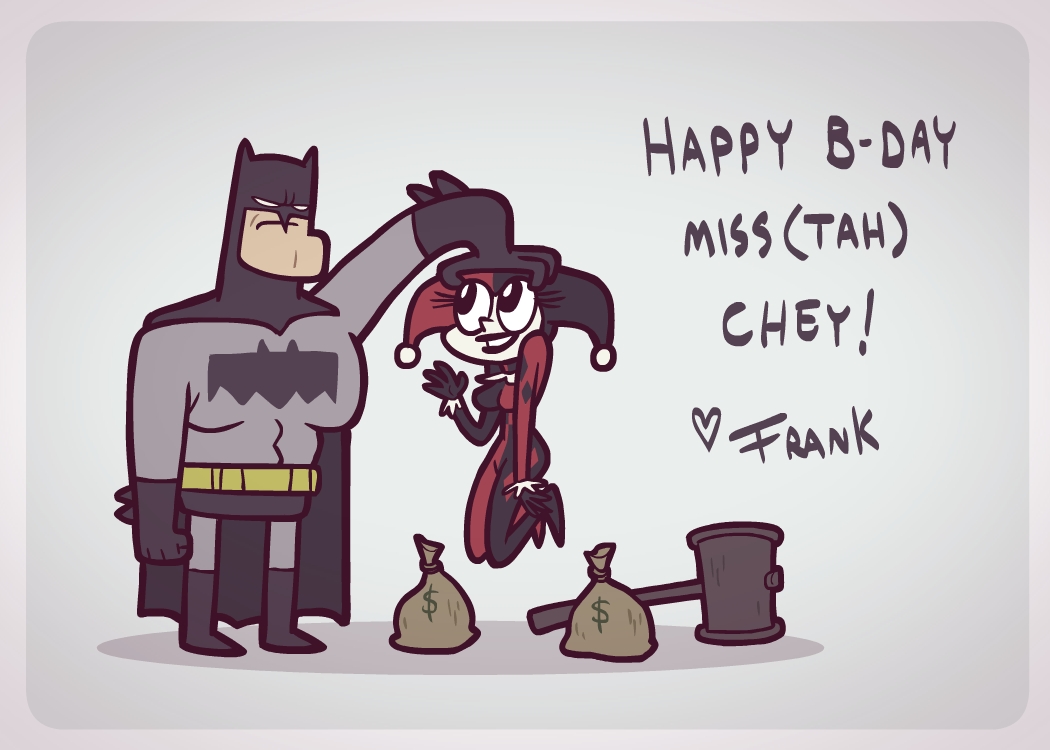 HAPPY B-DAY
MISS(TAH)
CHEY!
♡ FRANK
$
$